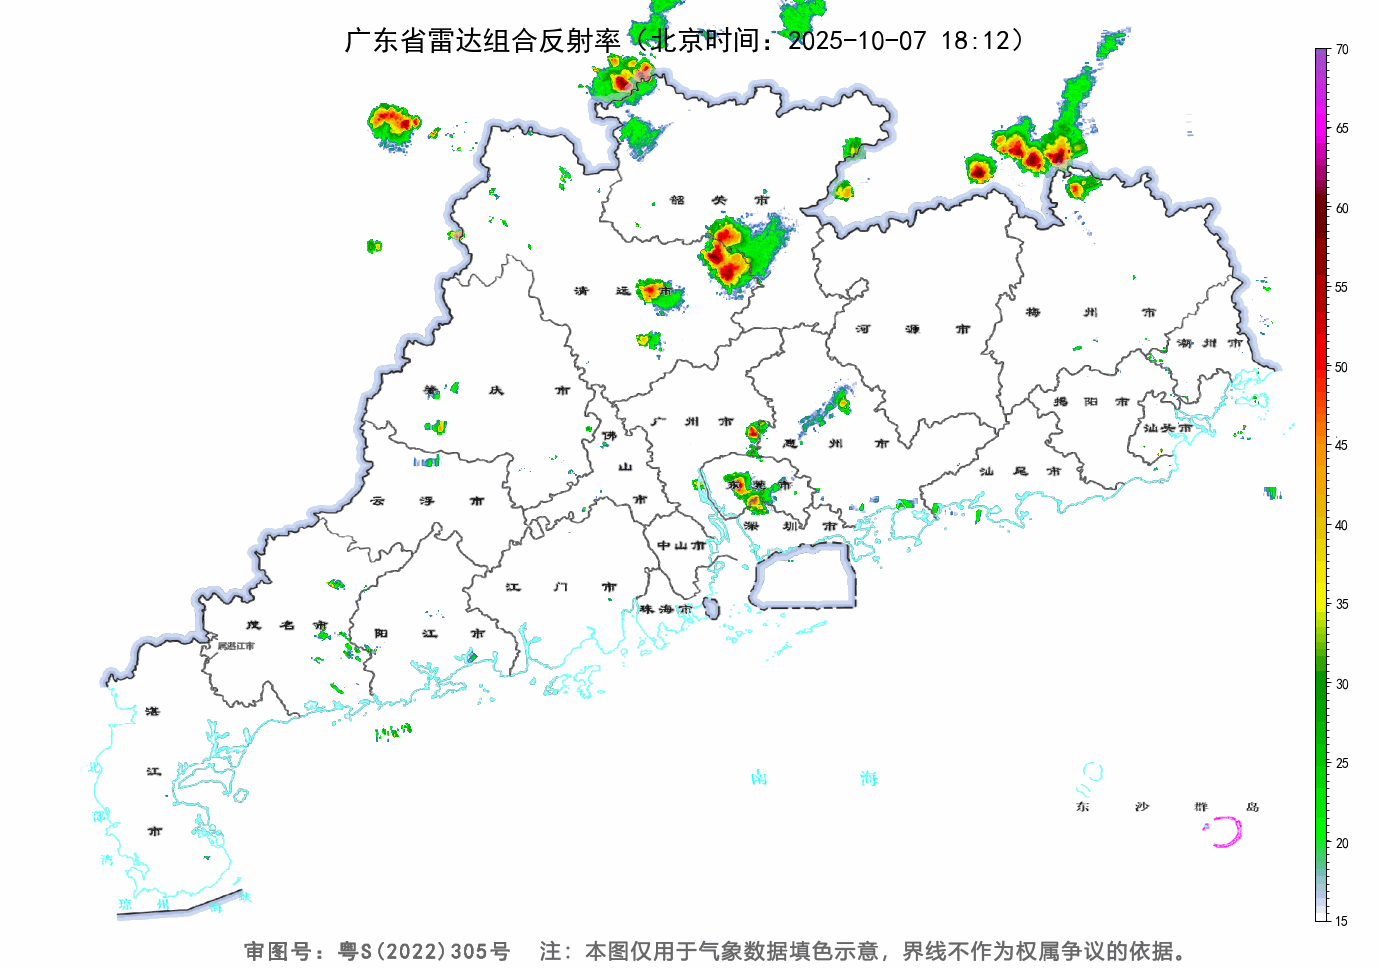 广东省雷达组合反射率（北京时间：2025-10-07 18:12）
70
65
60
55
50
45
40
35
30
25
20
15
韶 关 市
清 远 市
河 源 市
梅 州 市
潮 州 市
肇 庆 市
广 州 市
佛 山 市
惠 州 市
揭 阳 市
汕头市
汕 尾 市
云 浮 市
东 莞 市
深 圳 市
中山市
江 门 市
珠海市
茂 名 市
属湛江市
阳 江 市
湛 江 市
北 部 湾
琼 州 海 峡
南 海
东 沙 群 岛
审图号：粤S(2022)305号 注：本图仅用于气象数据填色示意，界线不作为权属争议的依据。